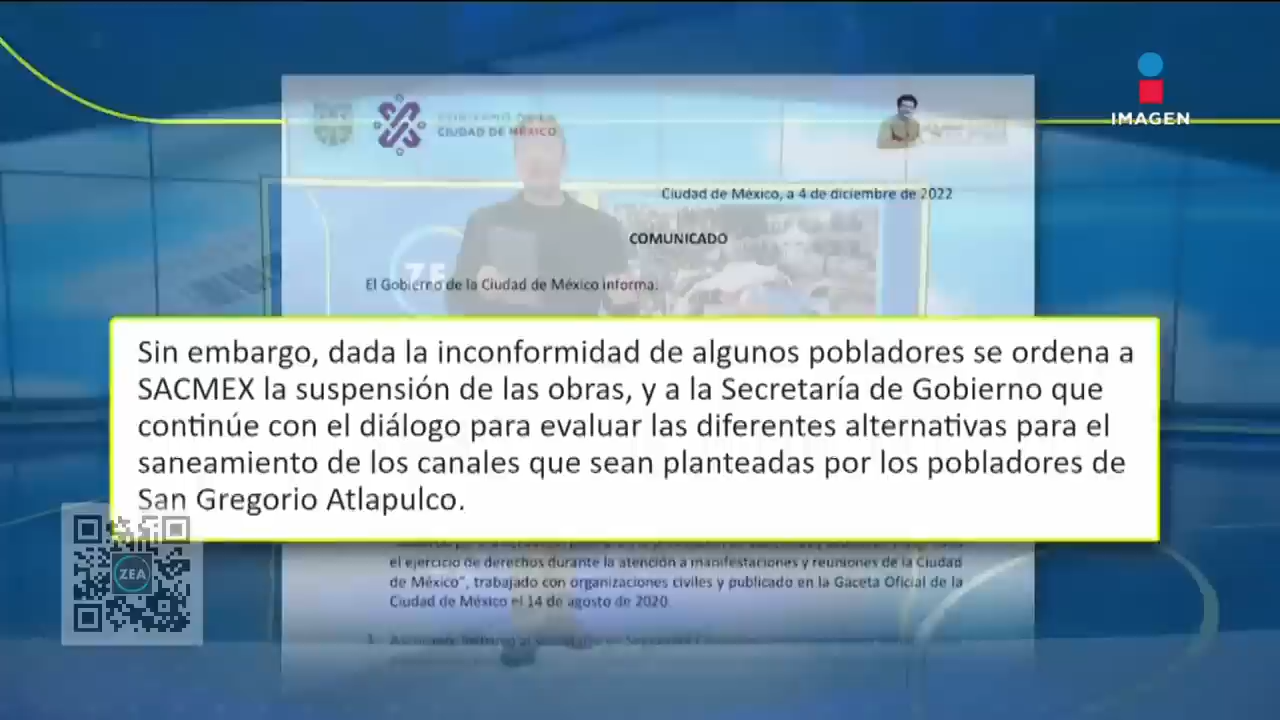 IMAGEN
CIUDAD DE MÉXICO
Ciudad de México, a 4 de diciembre de 2022
COMUNICADO
ZEA
El Gobierno de la Ciudad de México informa:
Sin embargo, dada la inconformidad de algunos pobladores se ordena a
SACMEX la suspensión de las obras, y a la Secretaría de Gobierno que
continúe con el diálogo para evaluar las diferentes alternativas para el
saneamiento de los canales que sean planteadas por los pobladores de
San Gregorio Atlapulco.
ZEA
el ejercicio de derechos durante la atención a manifestaciones y reuniones de la Ciudad
de México", trabajado con organizaciones civiles y publicado en la Gaceta Oficial de la
Ciudad de México el 14 de agosto de 2020.